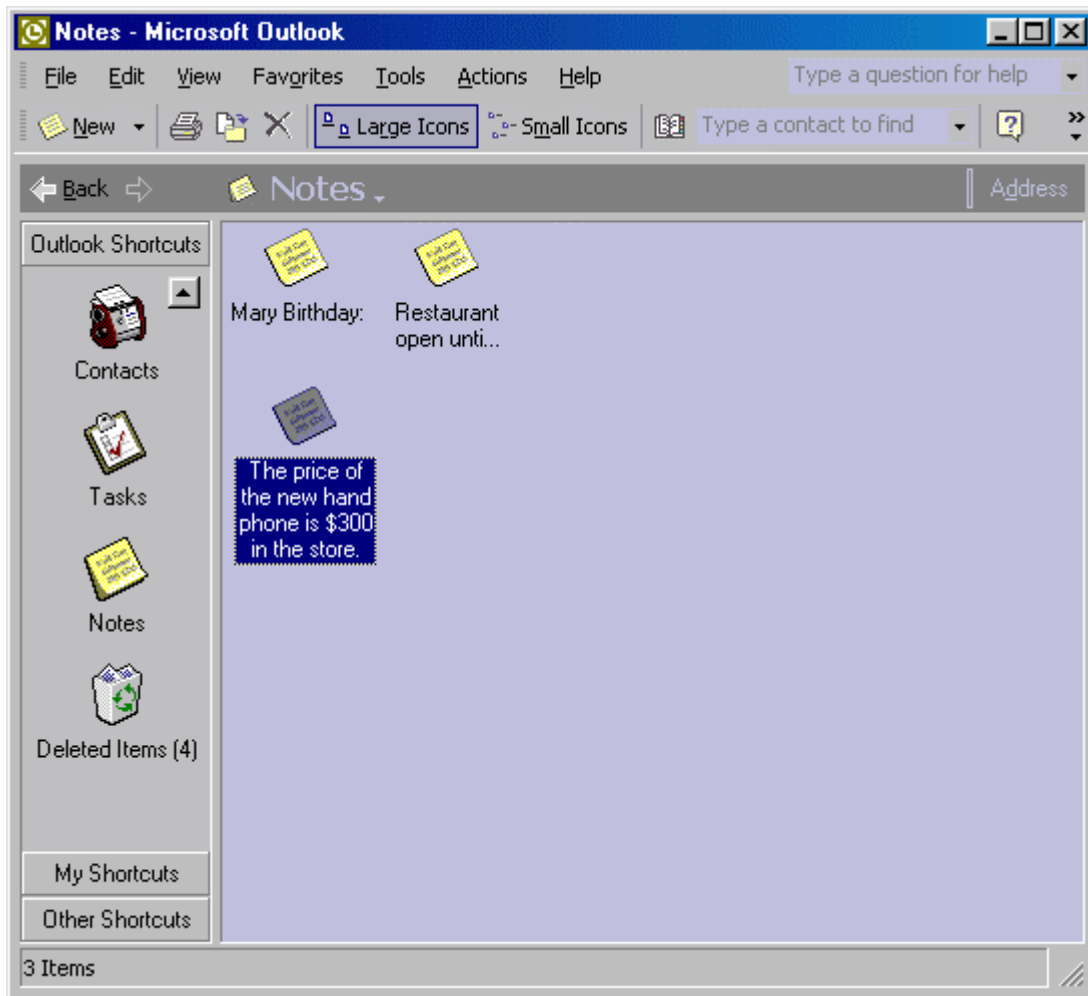 Notes - Microsoft Outlook
File Edit View Favorites Tools Actions Help Type a question for help
New Large Icons Small Icons Type a contact to find
Back Notes Address
Outlook Shortcuts
Contacts
Tasks
Notes
Deleted Items (4)
My Shortcuts
Other Shortcuts
Mary Birthday:
Restaurant
open unti...
The price of
the new hand
phone is $300
in the store.
3 Items